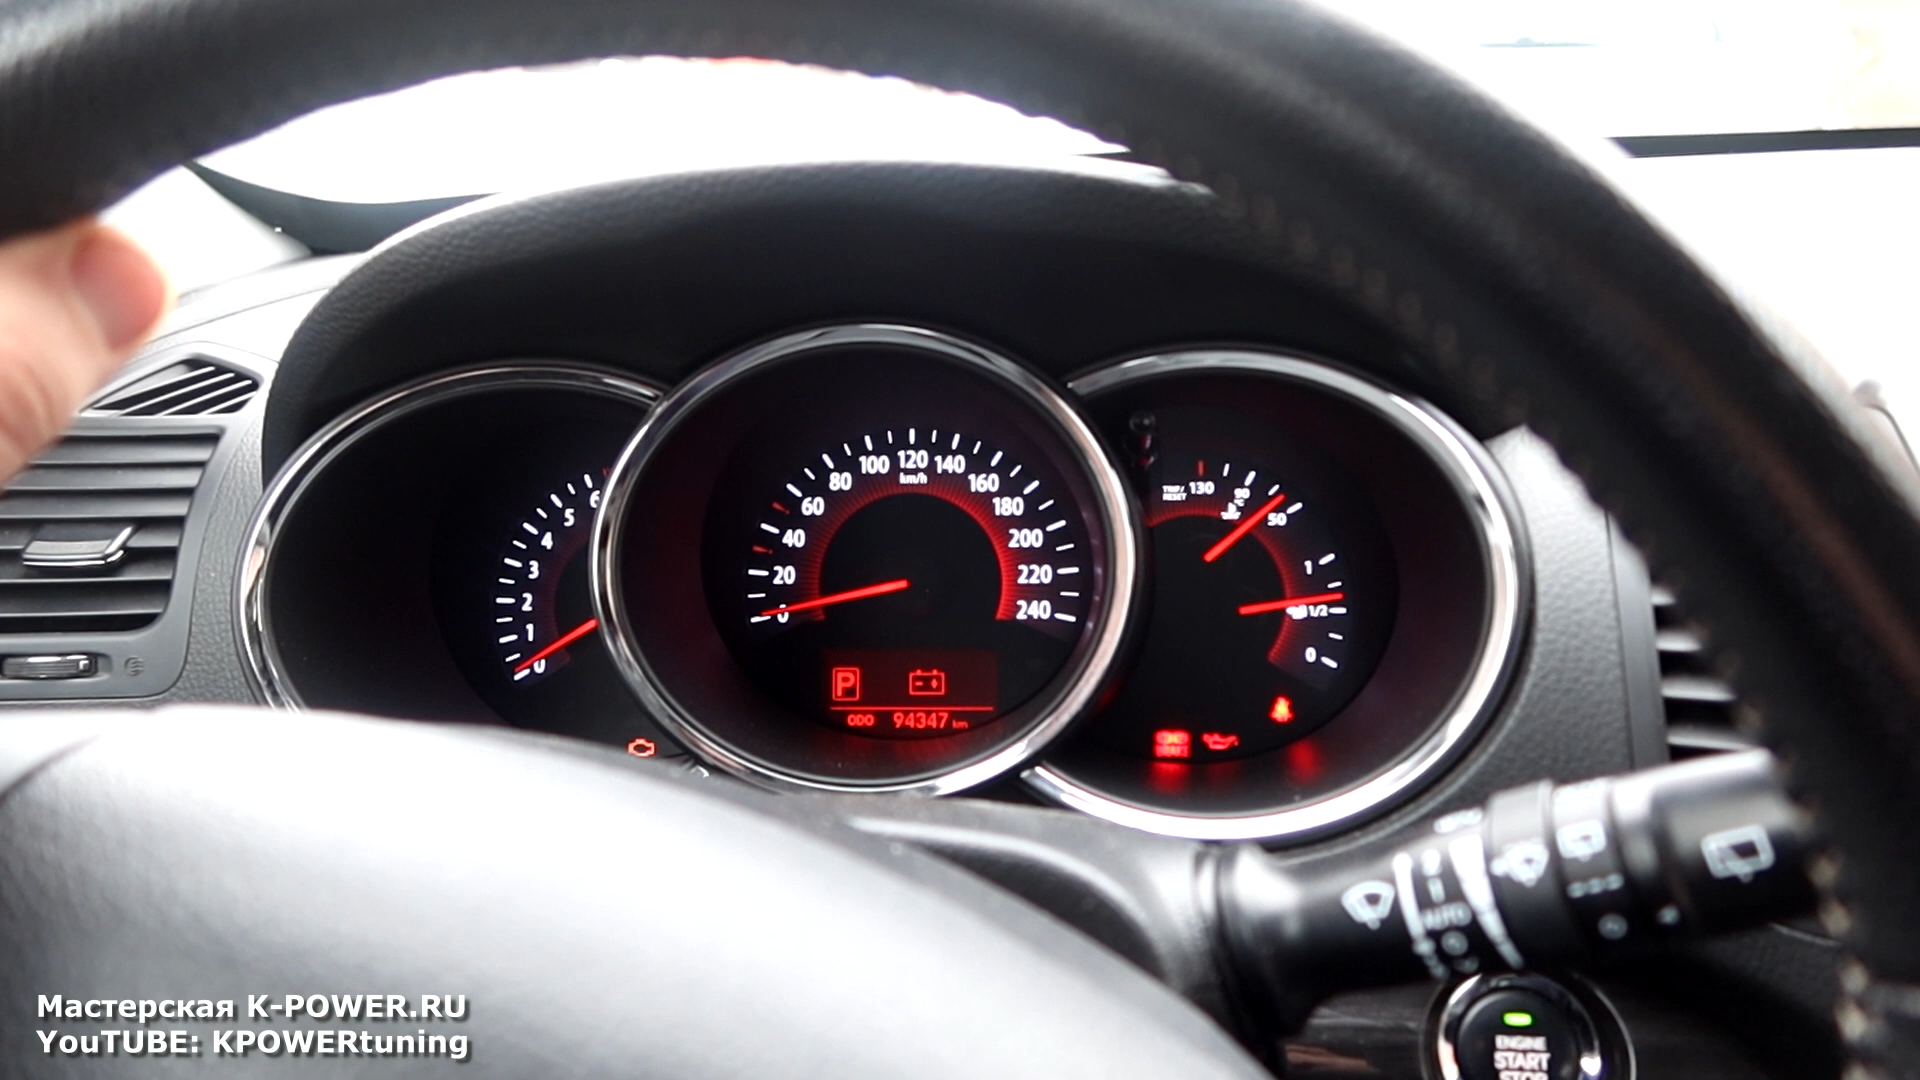 0
1
2
3
4
5
6
0
20
40
60
80
100
120
140
160
180
200
220
240
km/h
P
ODO 94347 km
TRIP/
RESET
130
90
°C
50
1
1/2
0
AUTO
ENGINE
START
STOP
Мастерская K-POWER.RU
YouTUBE: KPOWERtuning